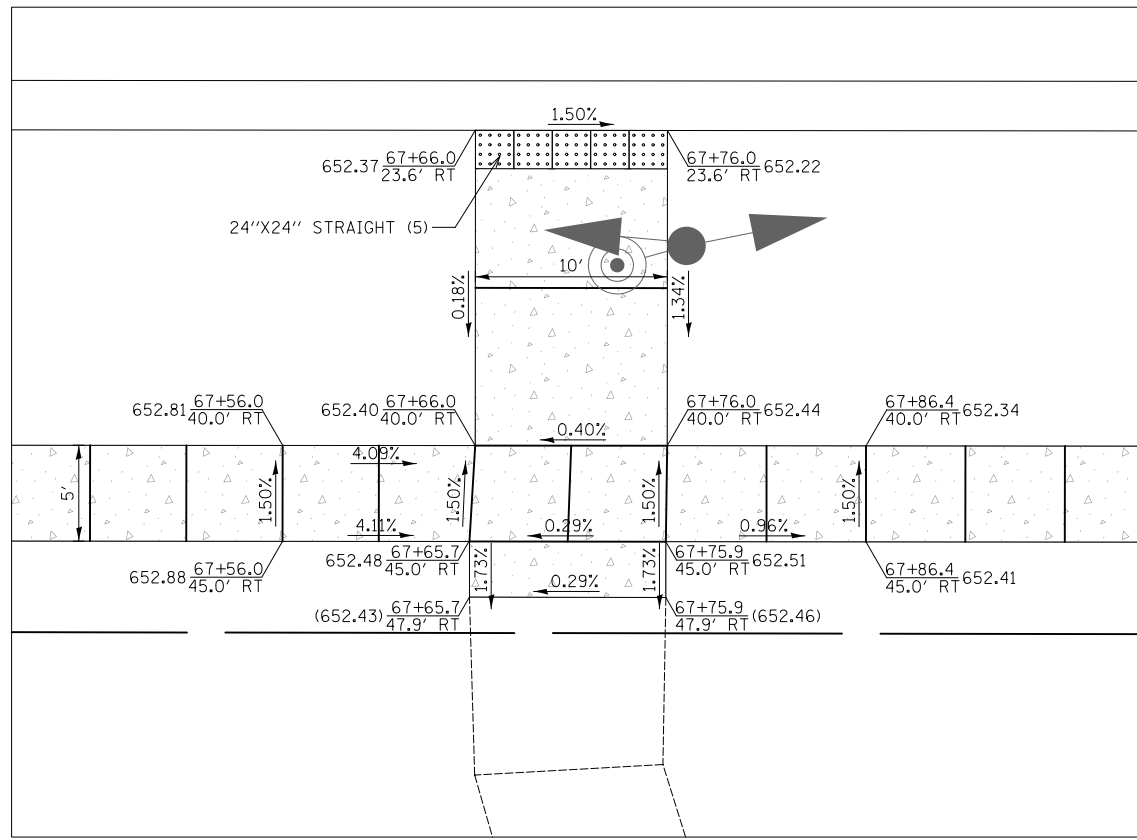 1.50%
652.37 67+66.0
23.6' RT
67+76.0 652.22
23.6' RT
24"X24" STRAIGHT (5)
10'
0.18%
1.34%
652.81 67+56.0
40.0' RT
652.40 67+66.0
40.0' RT
67+76.0 652.44
40.0' RT
67+86.4 652.34
40.0' RT
0.40%
4.09%
5'
1.50%
1.50%
1.50%
1.50%
4.11%
0.29%
0.96%
652.88 67+56.0
45.0' RT
652.48 67+65.7
45.0' RT
67+75.9 652.51
45.0' RT
67+86.4 652.41
45.0' RT
1.73%
1.73%
0.29%
(652.43) 67+65.7
47.9' RT
67+75.9 (652.46)
47.9' RT